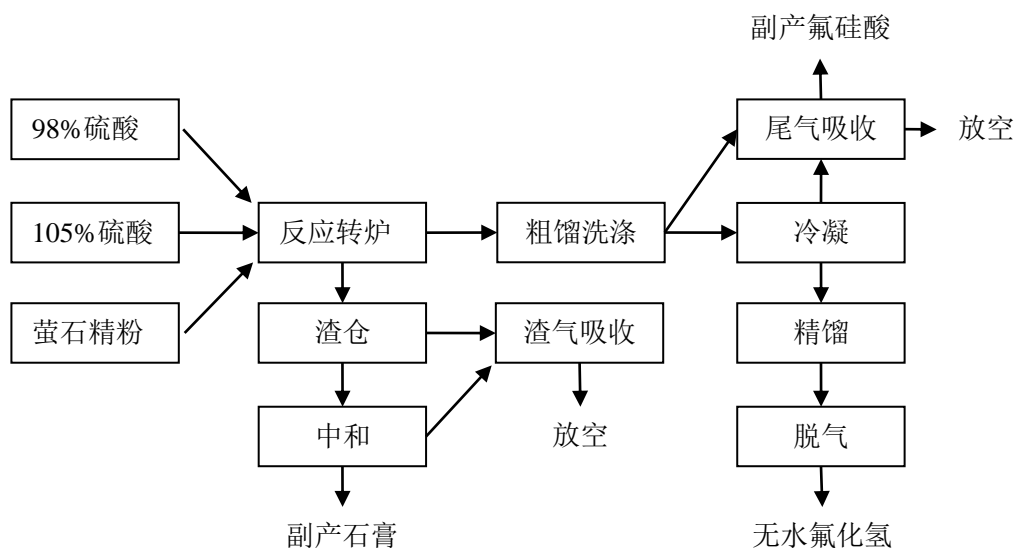 副产氟硅酸
98%硫酸
尾气吸收
放空
105%硫酸
反应转炉
粗馏洗涤
冷凝
萤石精粉
渣仓
渣气吸收
精馏
中和
放空
脱气
副产石膏
无水氟化氢